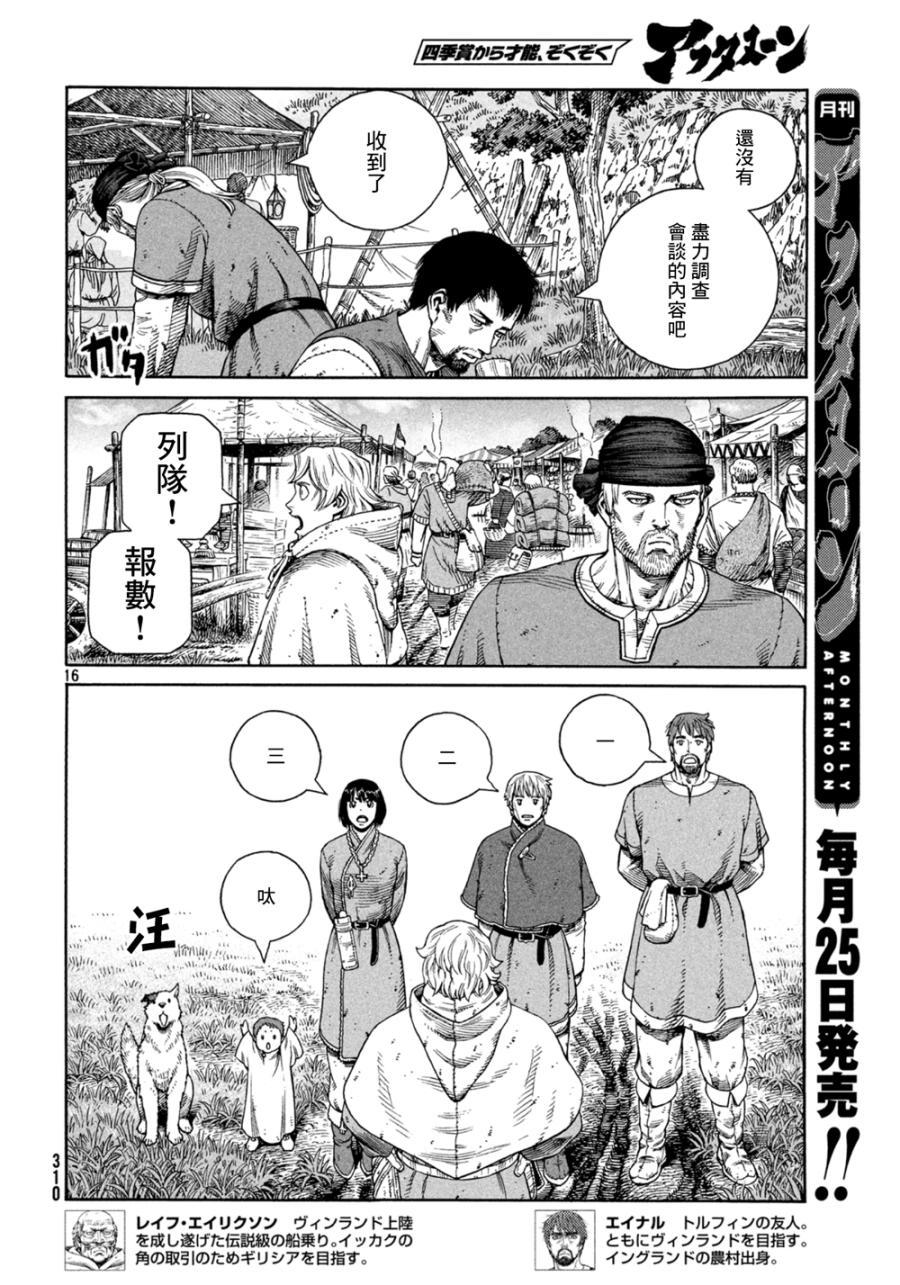 四季賞から才能、ぞくぞく
アフタヌーン
月刊
アフタヌーン
MONTHLY
AFTERNOON
毎月25日発売!!
還沒有
盡力調查
會談的內容吧
收到了
ガタ
列隊！
報數！
16
一
二
三
呔
汪
310
レイフ・エイリクソン　ヴィンランド上陸
を成し遂げた伝説級の船乗り。イッカクの
角の取引のためギリシアを目指す。
エイナル　トルフィンの友人。
ともにヴィンランドを目指す。
イングランドの農村出身。